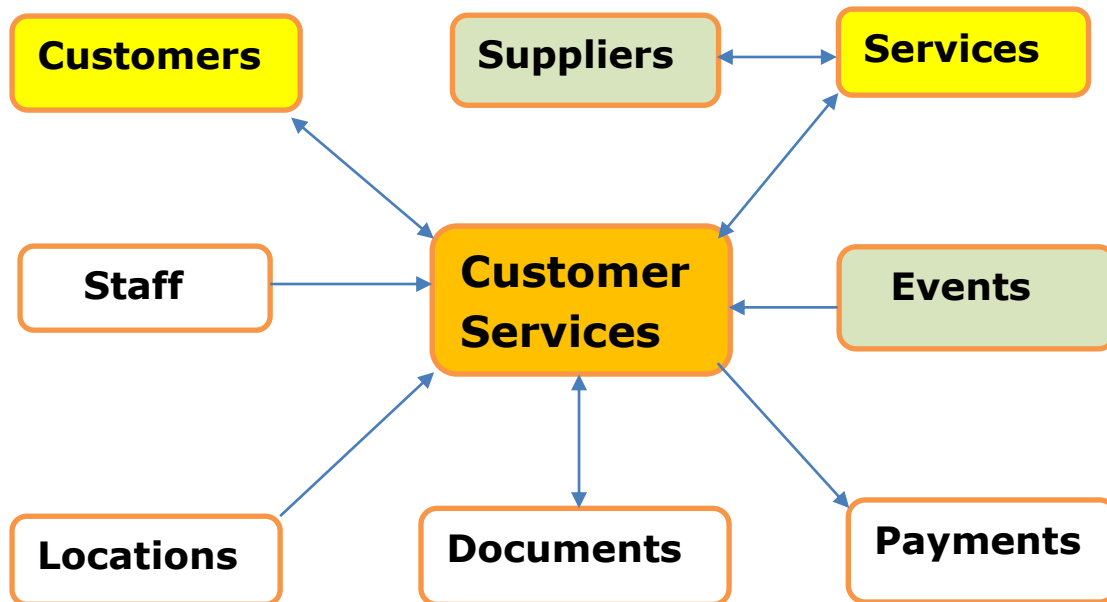 Customers
Suppliers
Services
Staff
Customer
Services
Events
Locations
Documents
Payments